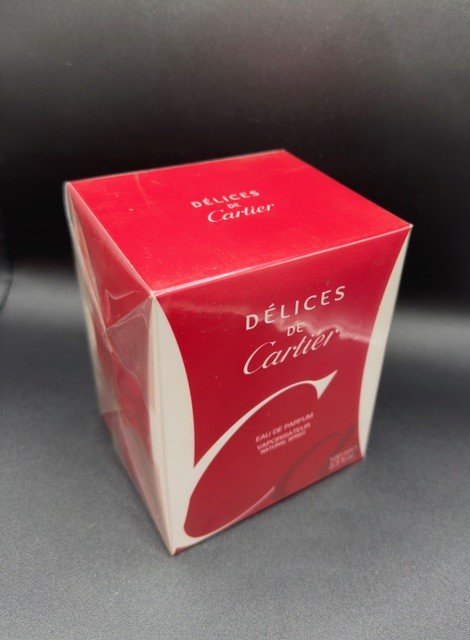 DÉLICES
DE
Cartier
DÉLICES
DE
Cartier
EAU DE PARFUM
VAPORISATEUR
NATURAL SPRAY